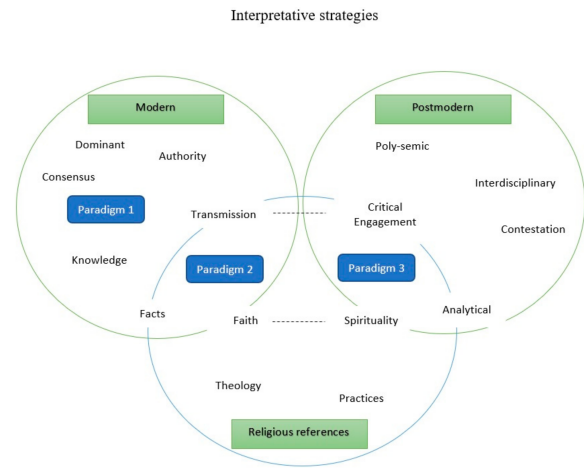 Interpretative strategies
Modern
Postmodern
Dominant
Authority
Poly-semic
Consensus
Interdisciplinary
Paradigm 1
Transmission
Critical
Engagement
Contestation
Knowledge
Paradigm 2
Paradigm 3
Facts
Faith
Spirituality
Analytical
Theology
Practices
Religious references